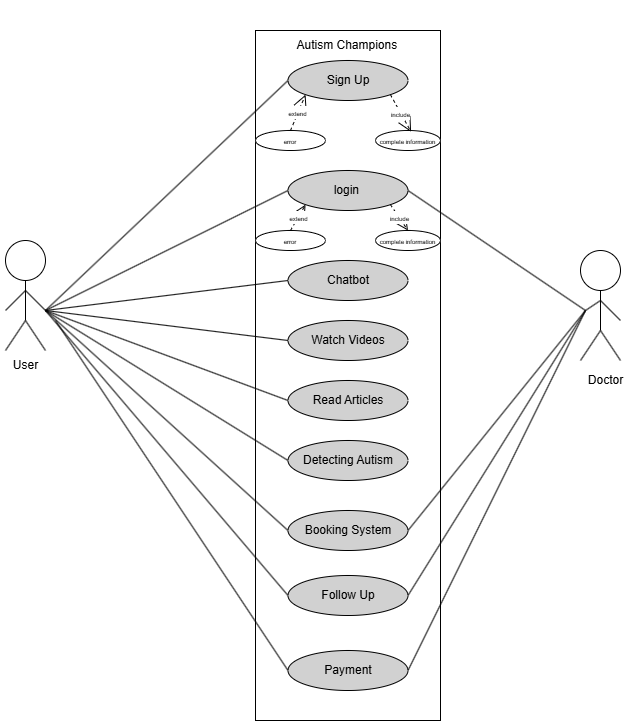 Autism Champions
Sign Up
extend
include
error
complete information
login
extend
include
error
complete information
Chatbot
Watch Videos
User
Doctor
Read Articles
Detecting Autism
Booking System
Follow Up
Payment